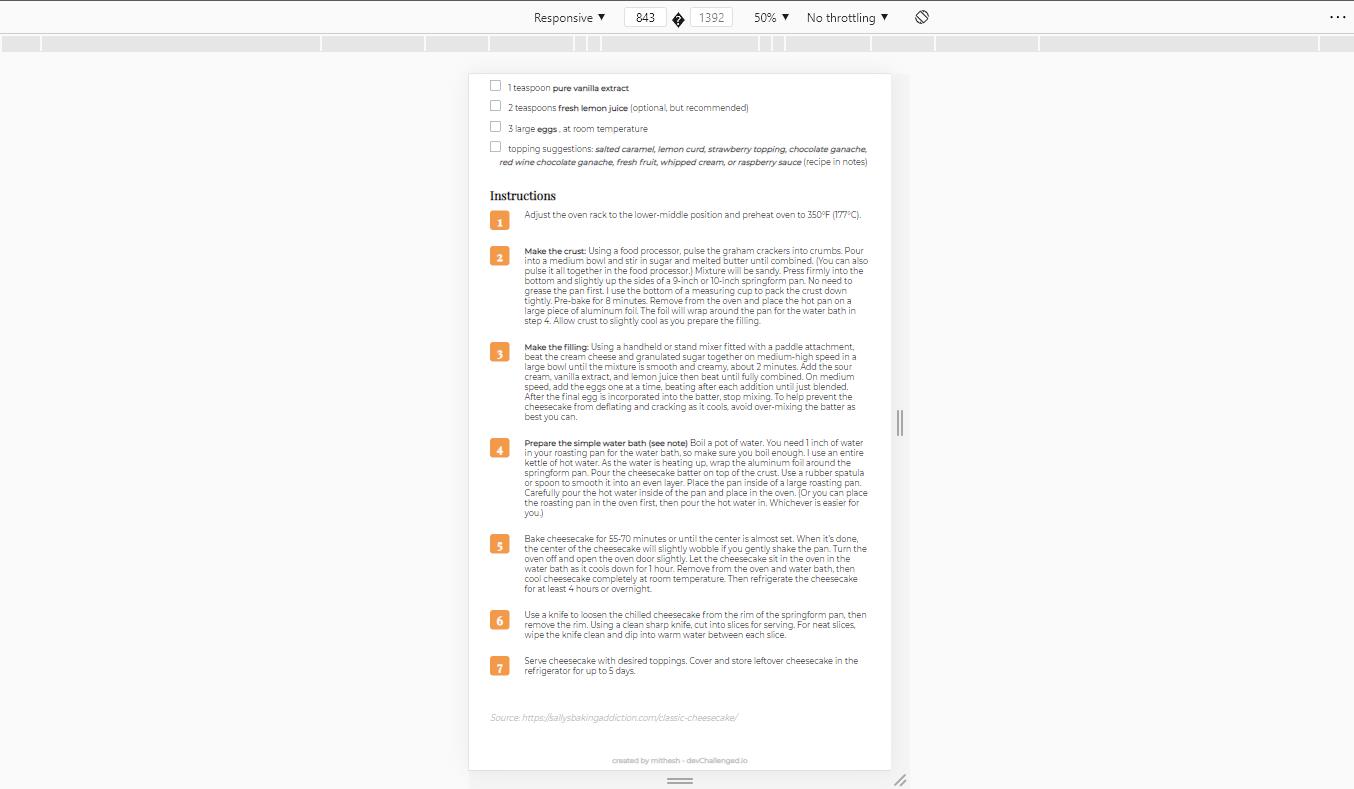 Responsive ▼ 843 � 1392 50% ▼ No throttling ▼ ...
1 teaspoon pure vanilla extract
2 teaspoons fresh lemon juice (optional, but recommended)
3 large eggs , at room temperature
topping suggestions: salted caramel, lemon curd, strawberry topping, chocolate ganache,
red wine chocolate ganache, fresh fruit, whipped cream, or raspberry sauce (recipe in notes)
Instructions
1 Adjust the oven rack to the lower-middle position and preheat oven to 350°F (177°C).
2 Make the crust: Using a food processor, pulse the graham crackers into crumbs. Pour
into a medium bowl and stir in sugar and melted butter until combined. (You can also
pulse it all together in the food processor.) Mixture will be sandy. Press firmly into the
bottom and slightly up the sides of a 9-inch or 10-inch springform pan. No need to
grease the pan first. I use the bottom of a measuring cup to pack the crust down
tightly. Pre-bake for 8 minutes. Remove from the oven and place the hot pan on a
large piece of aluminum foil. The foil will wrap around the pan for the water bath in
step 4. Allow crust to slightly cool as you prepare the filling.
3 Make the filling: Using a handheld or stand mixer fitted with a paddle attachment,
beat the cream cheese and granulated sugar together on medium-high speed in a
large bowl until the mixture is smooth and creamy, about 2 minutes. Add the sour
cream, vanilla extract, and lemon juice then beat until fully combined. On medium
speed, add the eggs one at a time, beating after each addition until just blended.
After the final egg is incorporated into the batter, stop mixing. To help prevent the
cheesecake from deflating and cracking as it cools, avoid over-mixing the batter as
best you can.
4 Prepare the simple water bath (see note) Boil a pot of water. You need 1 inch of water
in your roasting pan for the water bath, so make sure you boil enough. I use an entire
kettle of hot water. As the water is heating up, wrap the aluminum foil around the
springform pan. Pour the cheesecake batter on top of the crust. Use a rubber spatula
or spoon to smooth it into an even layer. Place the pan inside of a large roasting pan.
Carefully pour the hot water inside of the pan and place in the oven. (Or you can place
the roasting pan in the oven first, then pour the hot water in. Whichever is easier for
you.)
5 Bake cheesecake for 55-70 minutes or until the center is almost set. When it's done,
the center of the cheesecake will slightly wobble if you gently shake the pan. Turn the
oven off and open the oven door slightly. Let the cheesecake sit in the oven in the
water bath as it cools down for 1 hour. Remove from the oven and water bath, then
cool cheesecake completely at room temperature. Then refrigerate the cheesecake
for at least 4 hours or overnight.
6 Use a knife to loosen the chilled cheesecake from the rim of the springform pan, then
remove the rim. Using a clean sharp knife, cut into slices for serving. For neat slices,
wipe the knife clean and dip into warm water between each slice.
7 Serve cheesecake with desired toppings. Cover and store leftover cheesecake in the
refrigerator for up to 5 days.
Source: https://sallysbakingaddiction.com/classic-cheesecake/
created by mithesh - devChallenged.io